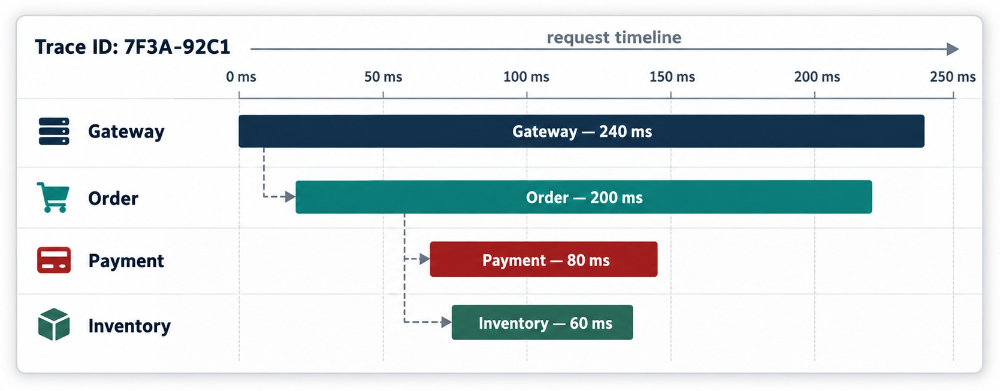 Trace ID: 7F3A-92C1
request timeline
0 ms
50 ms
100 ms
150 ms
200 ms
250 ms
Gateway
Gateway — 240 ms
Order
Order — 200 ms
Payment
Payment — 80 ms
Inventory
Inventory — 60 ms